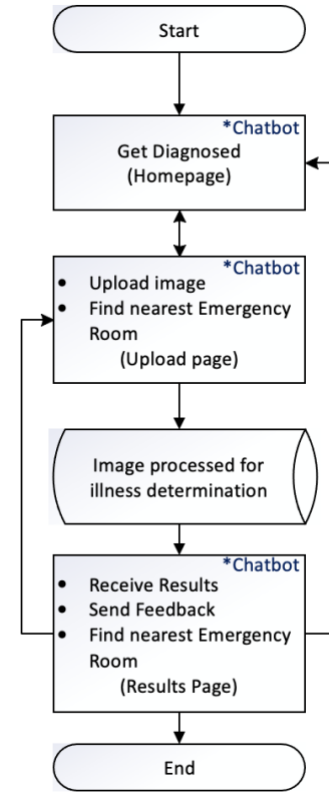 Start
*Chatbot
Get Diagnosed
(Homepage)
*Chatbot
• Upload image
• Find nearest Emergency
Room
(Upload page)
Image processed for
illness determination
*Chatbot
• Receive Results
• Send Feedback
• Find nearest Emergency
Room
(Results Page)
End